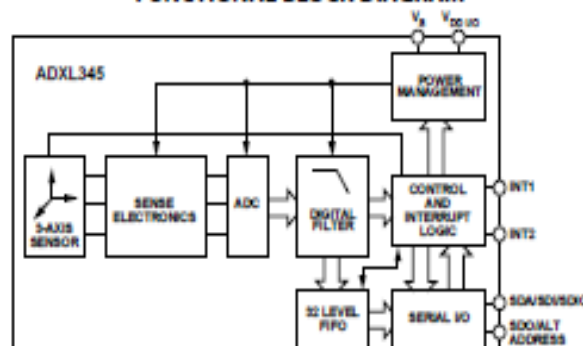 FUNCTIONAL BLOCK DIAGRAM
VS
VDD I/O
ADXL345
POWER
MANAGEMENT
3-AXIS
SENSOR
SENSE
ELECTRONICS
ADC
DIGITAL
FILTER
CONTROL
AND
INTERRUPT
LOGIC
INT1
INT2
32 LEVEL
FIFO
SERIAL I/O
SDA/SDI/SDIO
SDO/ALT
ADDRESS